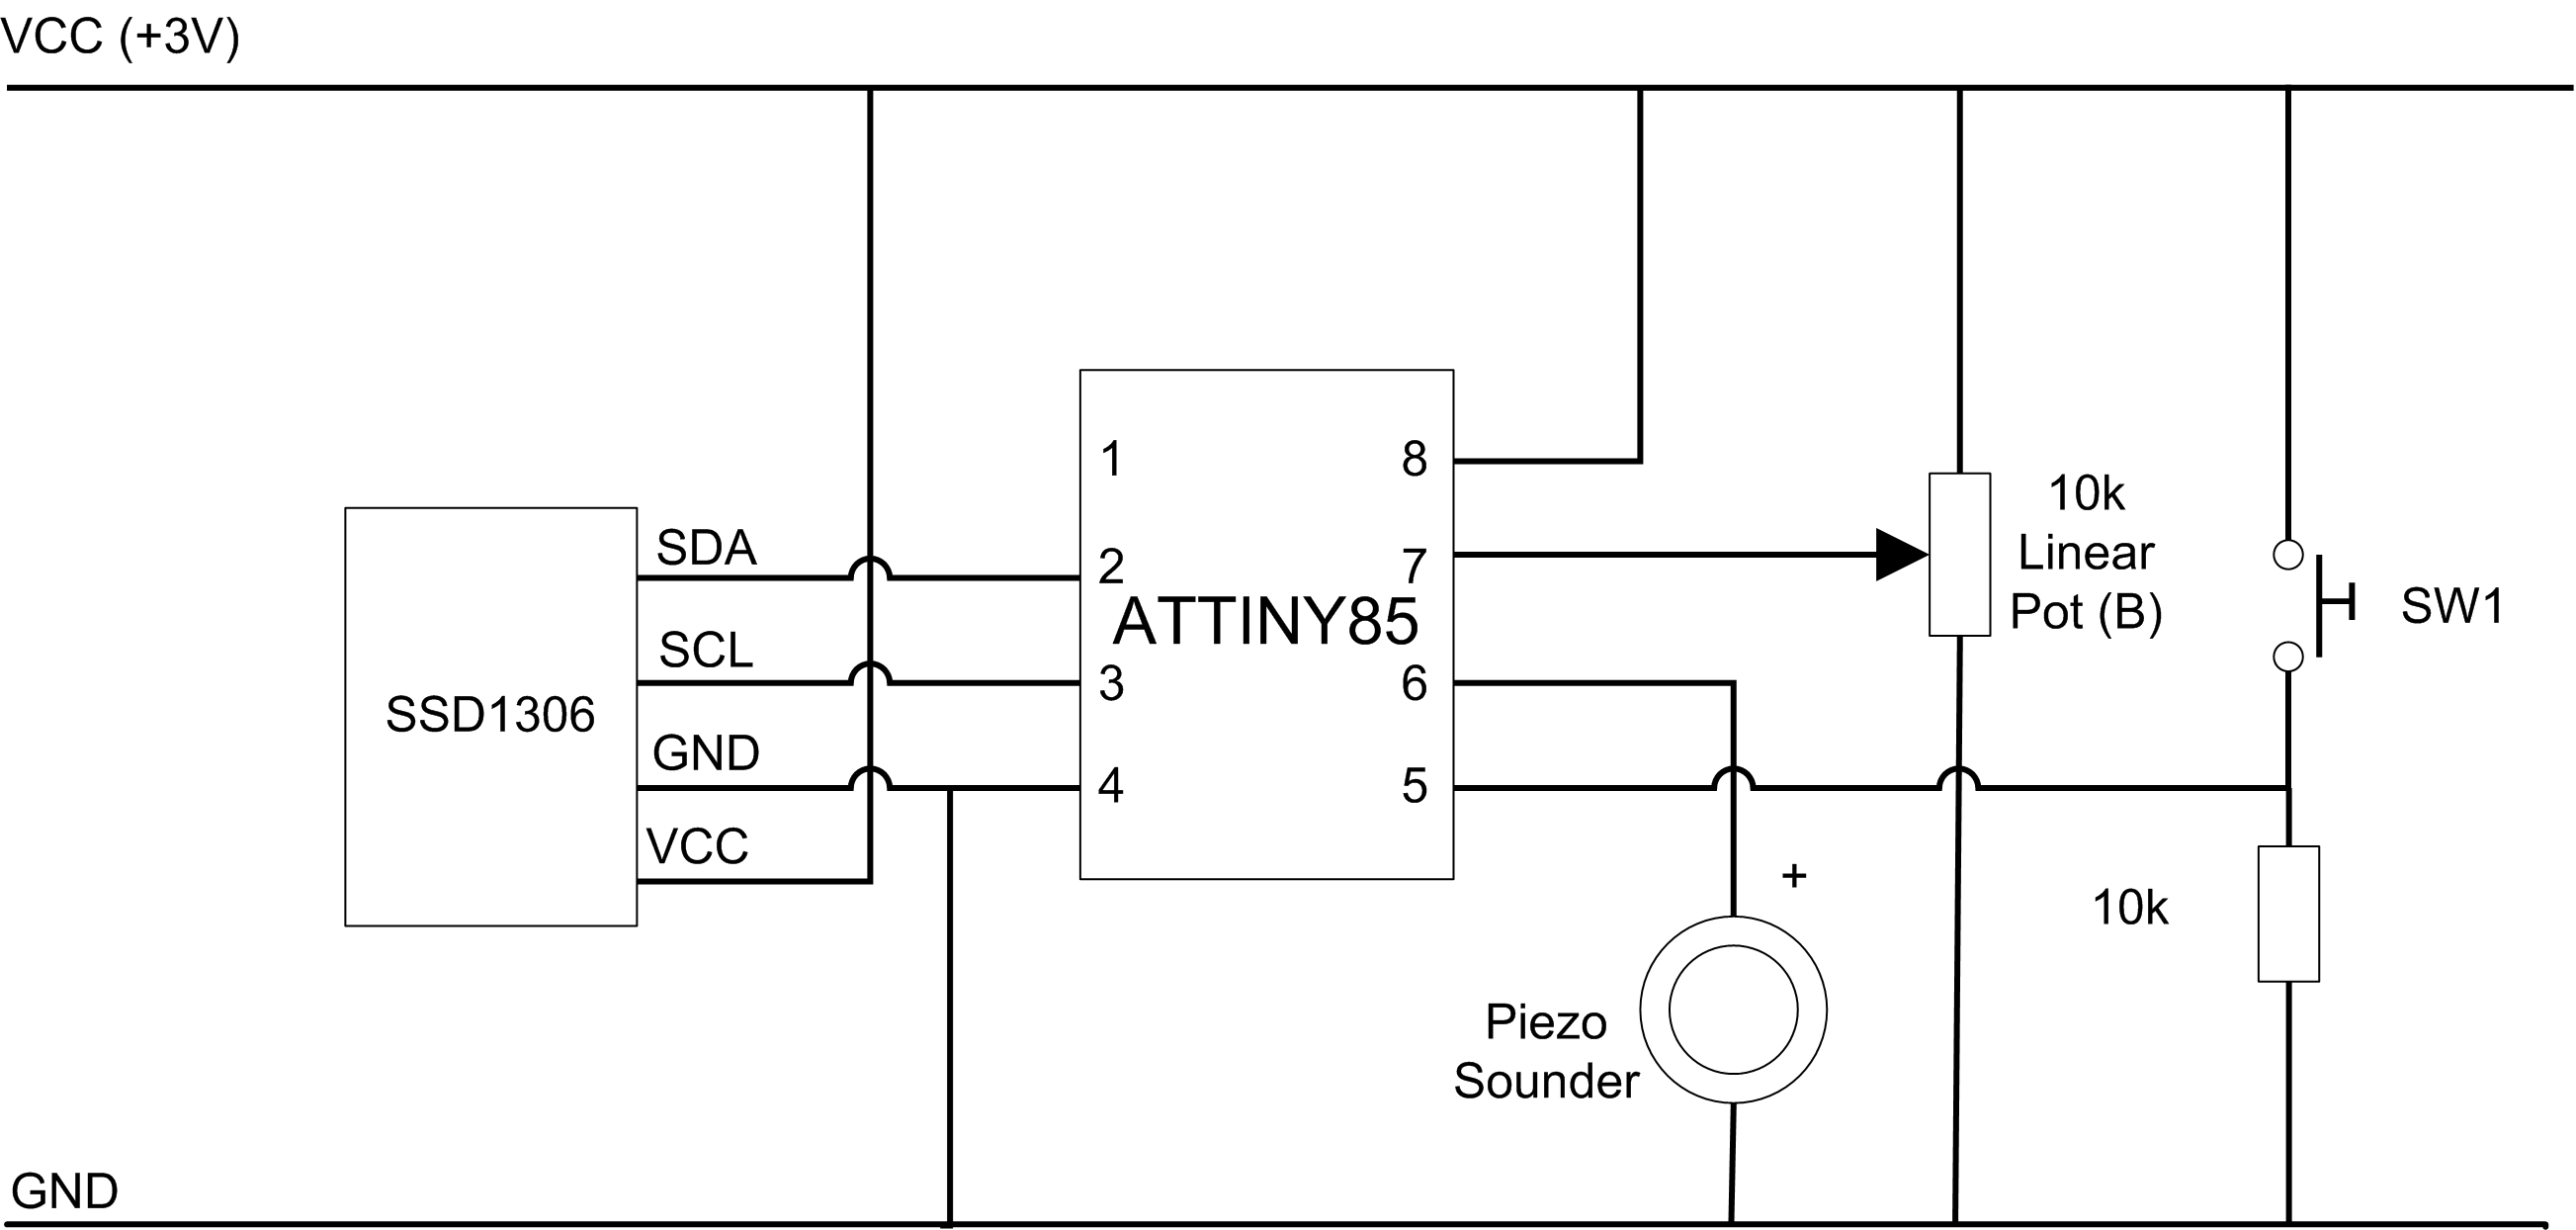 VCC (+3V)
1
8
10k
Linear
Pot (B)
SDA
2
7
ATTINY85
SW1
SCL
3
6
SSD1306
GND
4
5
VCC
+
10k
Piezo
Sounder
GND